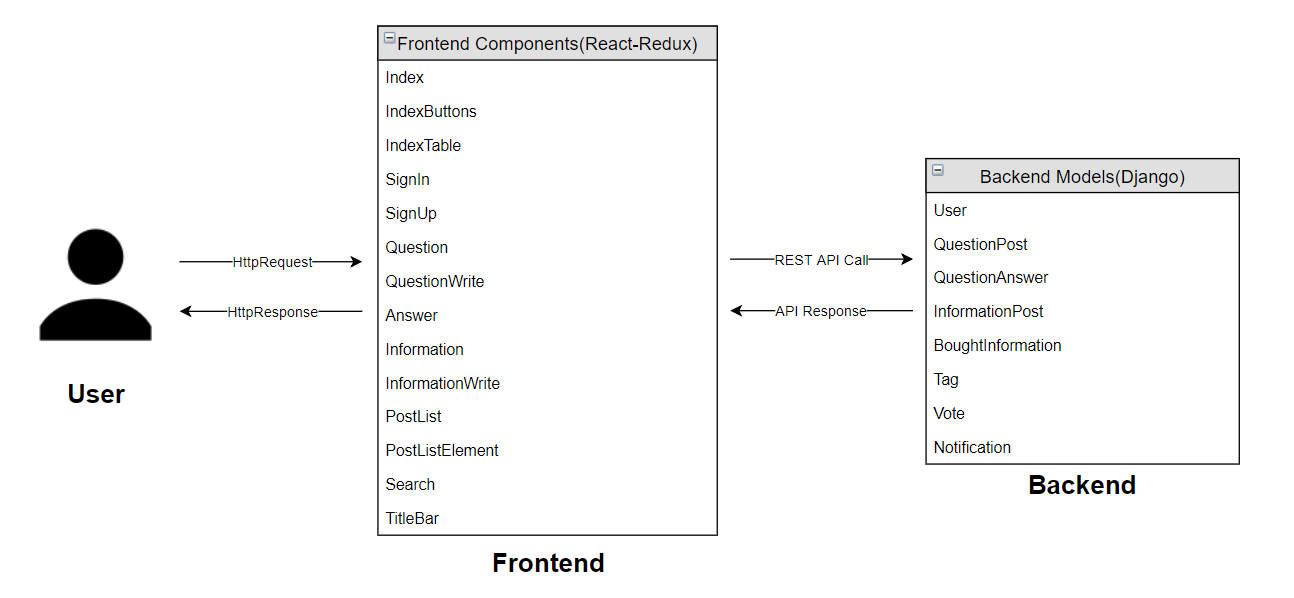 Frontend Components(React-Redux)
Index
IndexButtons
IndexTable
SignIn
SignUp
Question
QuestionWrite
Answer
Information
InformationWrite
PostList
PostListElement
Search
TitleBar
Frontend
HttpRequest
HttpResponse
User
REST API Call
API Response
Backend Models(Django)
User
QuestionPost
QuestionAnswer
InformationPost
BoughtInformation
Tag
Vote
Notification
Backend